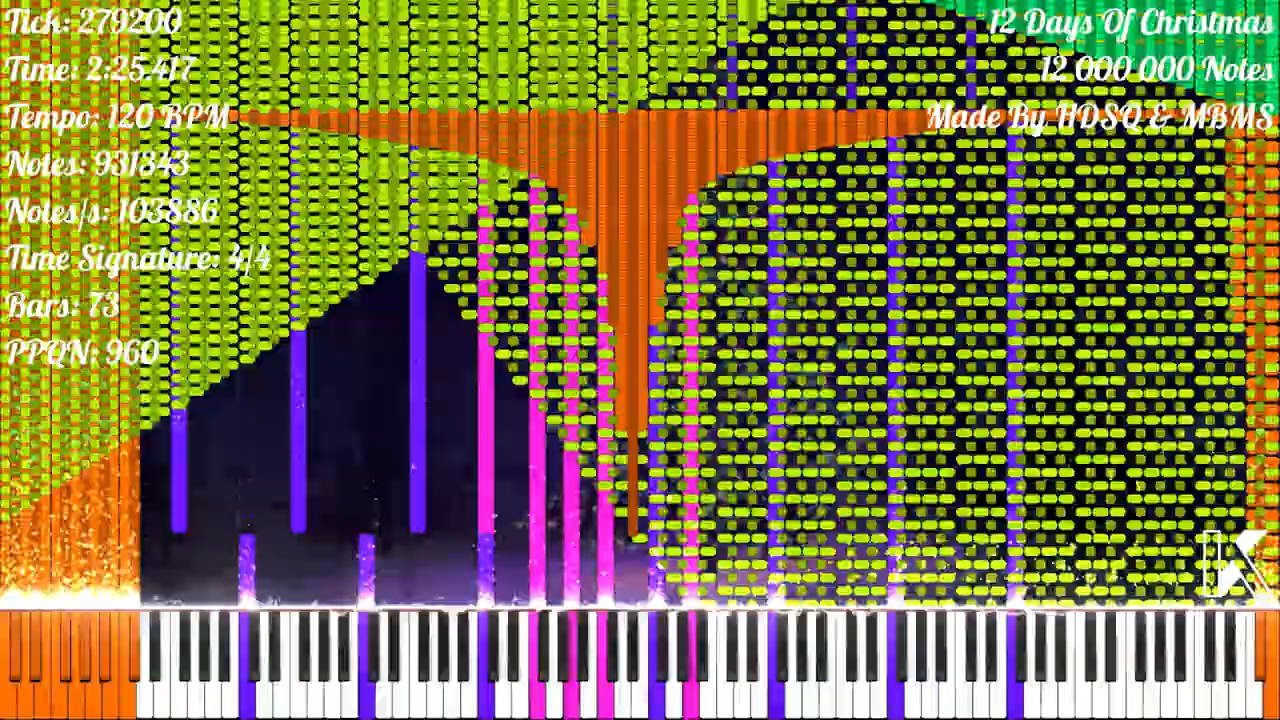 Tick: 279200
Time: 2:25.417
Tempo: 120 BPM
Notes: 931343
Notes/s: 103886
Time Signature: 4/4
Bars: 73
PPQN: 960
12 Days Of Christmas
12 000 000 Notes
Made By HDSQ & MBMS